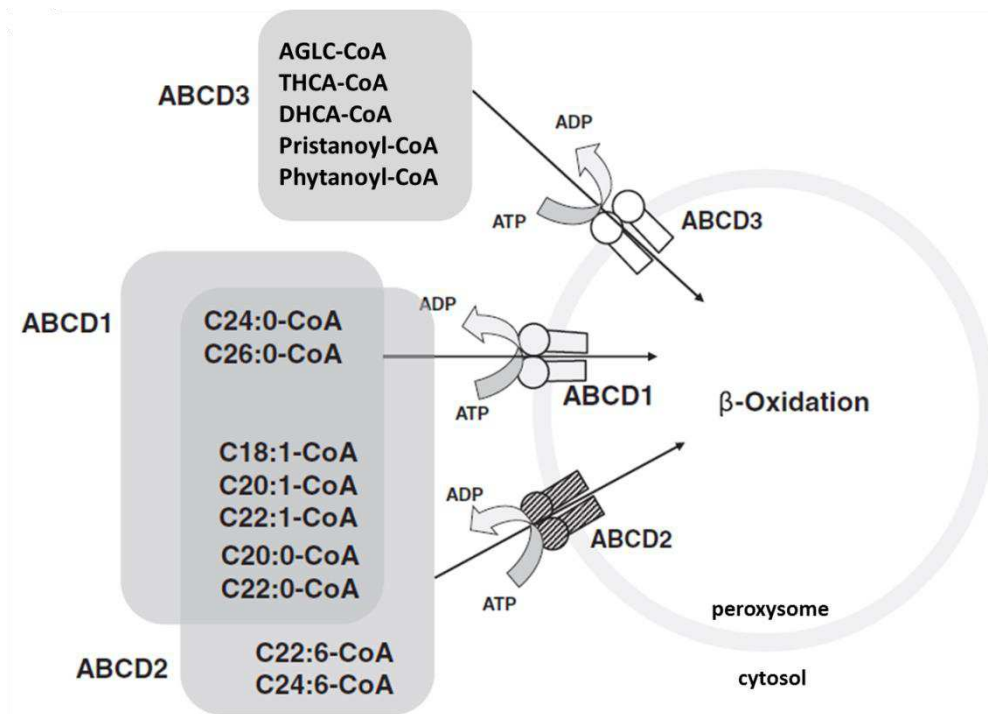 ABCD3
AGLC-CoA
THCA-CoA
DHCA-CoA
Pristanoyl-CoA
Phytanoyl-CoA
ADP
ATP
ABCD3
ABCD1
C24:0-CoA
C26:0-CoA
ADP
ATP
ABCD1
β-Oxidation
C18:1-CoA
C20:1-CoA
C22:1-CoA
C20:0-CoA
C22:0-CoA
ADP
ATP
ABCD2
peroxysome
ABCD2
C22:6-CoA
C24:6-CoA
cytosol